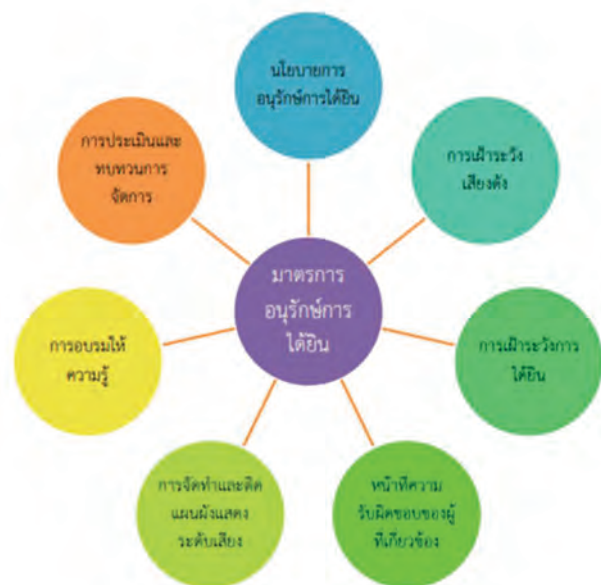 นโยบายการ
อนุรักษ์การได้ยิน
การเฝ้าระวัง
เสียงดัง
การเฝ้าระวังการ
ได้ยิน
หน้าที่ความ
รับผิดชอบของผู้
ที่เกี่ยวข้อง
การจัดทำและติด
แผนผังแสดง
ระดับเสียง
การอบรมให้
ความรู้
การประเมินและ
ทบทวนการ
จัดการ
มาตรการ
อนุรักษ์การ
ได้ยิน